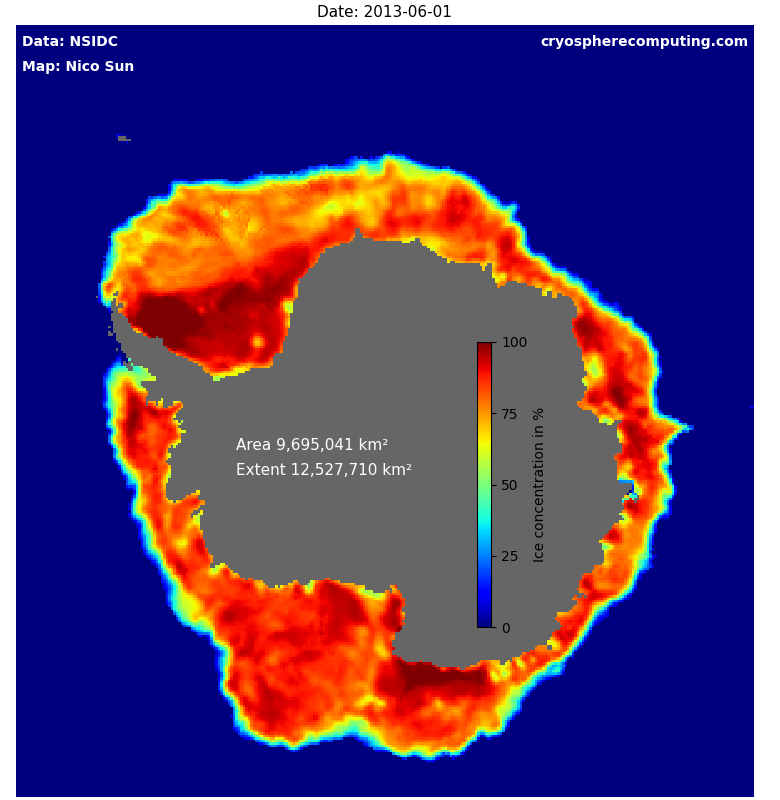 Date: 2013-06-01
Data: NSIDC
cryospherecomputing.com
Map: Nico Sun
100
75
50
25
0
Ice concentration in %
Area 9,695,041 km²
Extent 12,527,710 km²